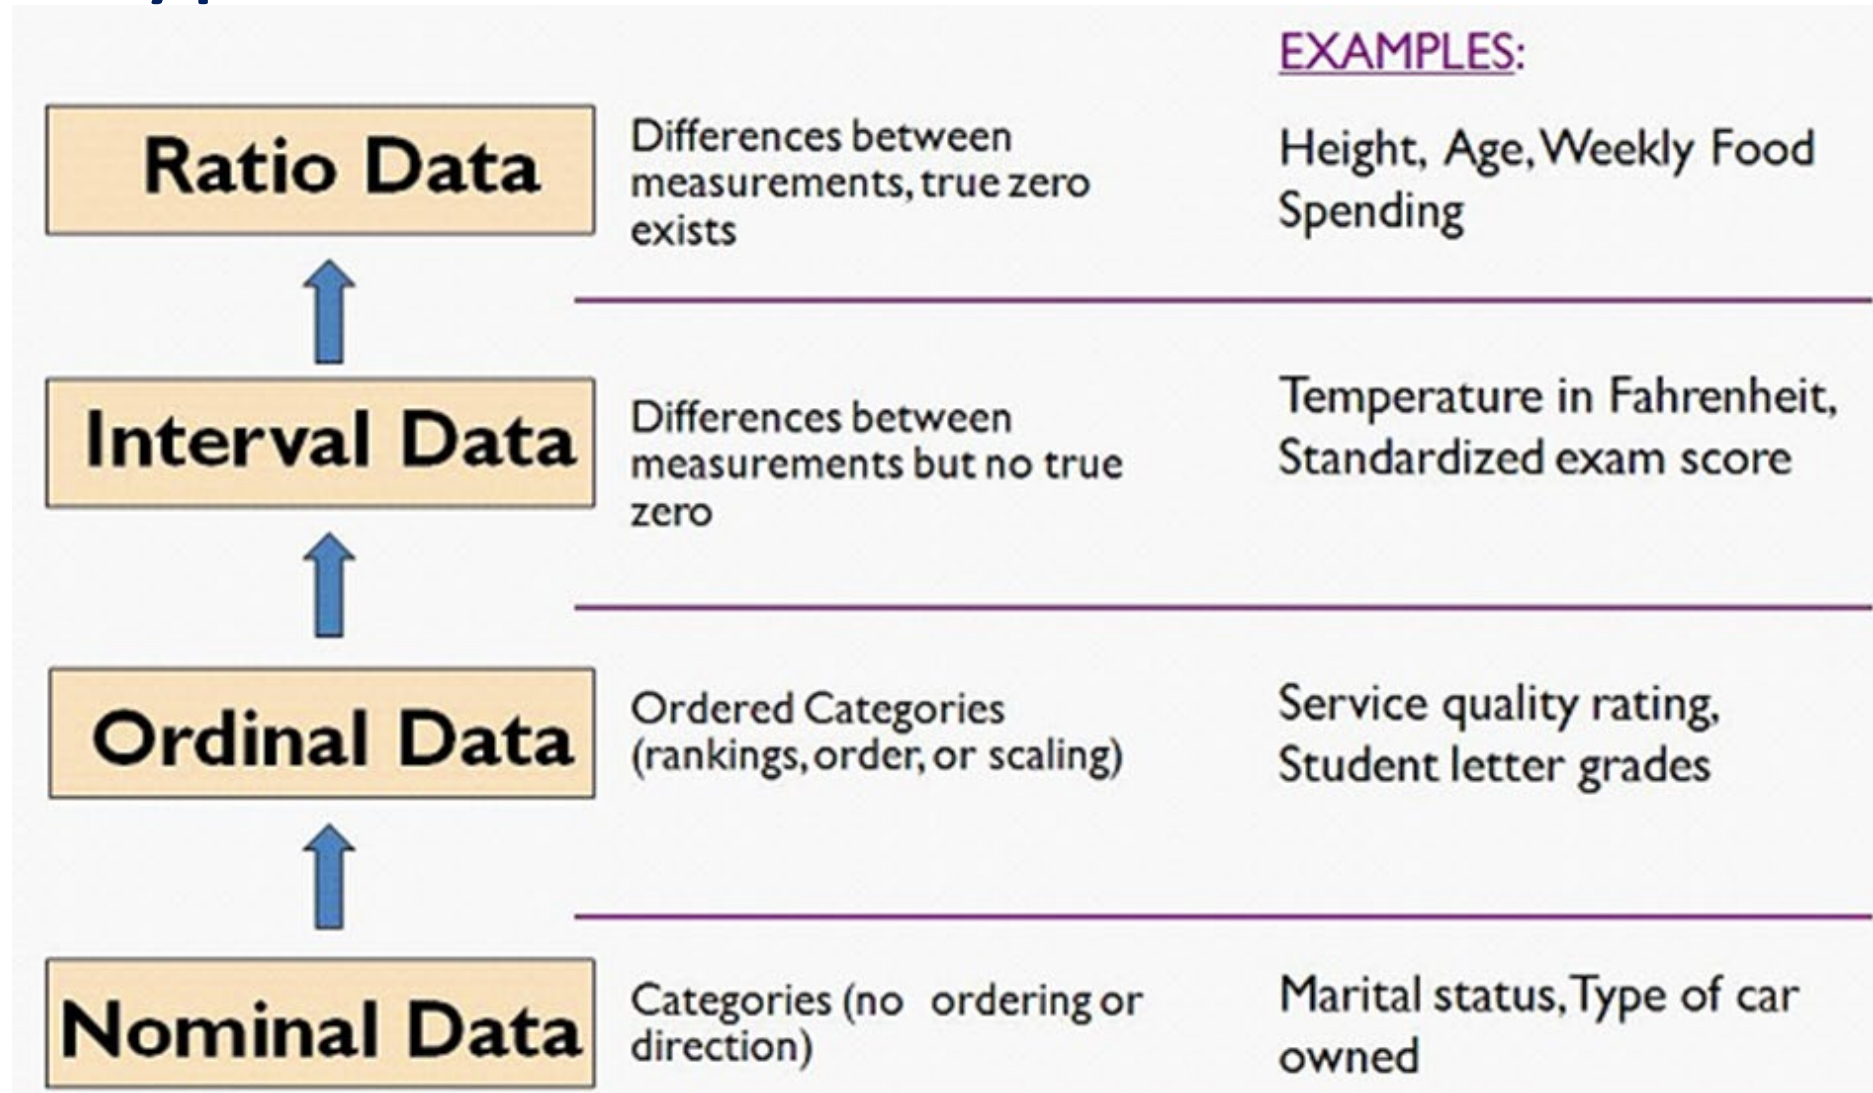 EXAMPLES:
Ratio Data
Differences between
measurements, true zero
exists
Height, Age, Weekly Food
Spending
Interval Data
Differences between
measurements but no true
zero
Temperature in Fahrenheit,
Standardized exam score
Ordinal Data
Ordered Categories
(rankings, order, or scaling)
Service quality rating,
Student letter grades
Nominal Data
Categories (no ordering or
direction)
Marital status, Type of car
owned